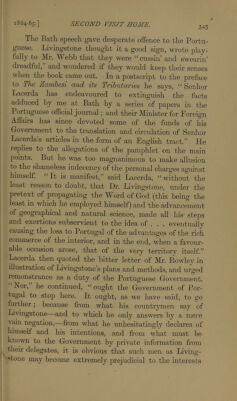 1864-65.] SECOND VISIT HOME. 345
The Bath speech gave desperate offence to the Portu-
guese. Livingstone thought it a good sign, wrote play-
fully to Mr. Webb that they were "cussin' and swearin'
dreadful," and wondered if they would keep their senses
when the book came out. In a postscript to the preface
to The Zambesi and its Tributaries he says, "Senhor
Lacerda has endeavoured to extinguish the facts
adduced by me at Bath by a series of papers in the
Portuguese official journal; and their Minister for Foreign
Affairs has since devoted some of the funds of his
Government to the translation and circulation of Senhor
Lacerda's articles in the form of an English tract." He
replies to the allegations of the pamphlet on the main
points. But he was too magnanimous to make allusion
to the shameless indecency of the personal charges against
himself. "It is manifest," said Lacerda, "without the
least reason to doubt, that Dr. Livingstone, under the
pretext of propagating the Word of God (this being the
least in which he employed himself) and the advancement
of geographical and natural science, made all his steps
and exertions subservient to the idea of . . . eventually
causing the loss to Portugal of the advantages of the rich
commerce of the interior, and in the end, when a favour-
able occasion arose, that of the very territory itself."
Lacerda then quoted the bitter letter of Mr. Rowley in
illustration of Livingstone's plans and methods, and urged
remonstrance as a duty of the Portuguese Government.
"Nor," he continued, "ought the Government of Por-
tugal to stop here. It ought, as we have said, to go
further; because from what his countrymen say of
Livingstone—and to which he only answers by a mere
vain negation,—from what he unhesitatingly declares of
himself and his intentions, and from what must be
known to the Government by private information from
their delegates, it is obvious that such men as Living-
stone may become extremely prejudicial to the interests